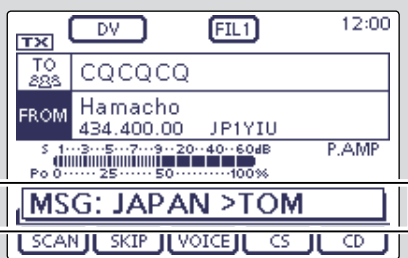 DV FIL1 12:00
TX
TO CQCQCQ
FROM Hamacho
434.400.00 JP1YIU
S 1···3···5···7···9···20···40···60dB P.AMP
Po 0······25······50·········100%
MSG: JAPAN >TOM
SCAN SKIP VOICE CS CD